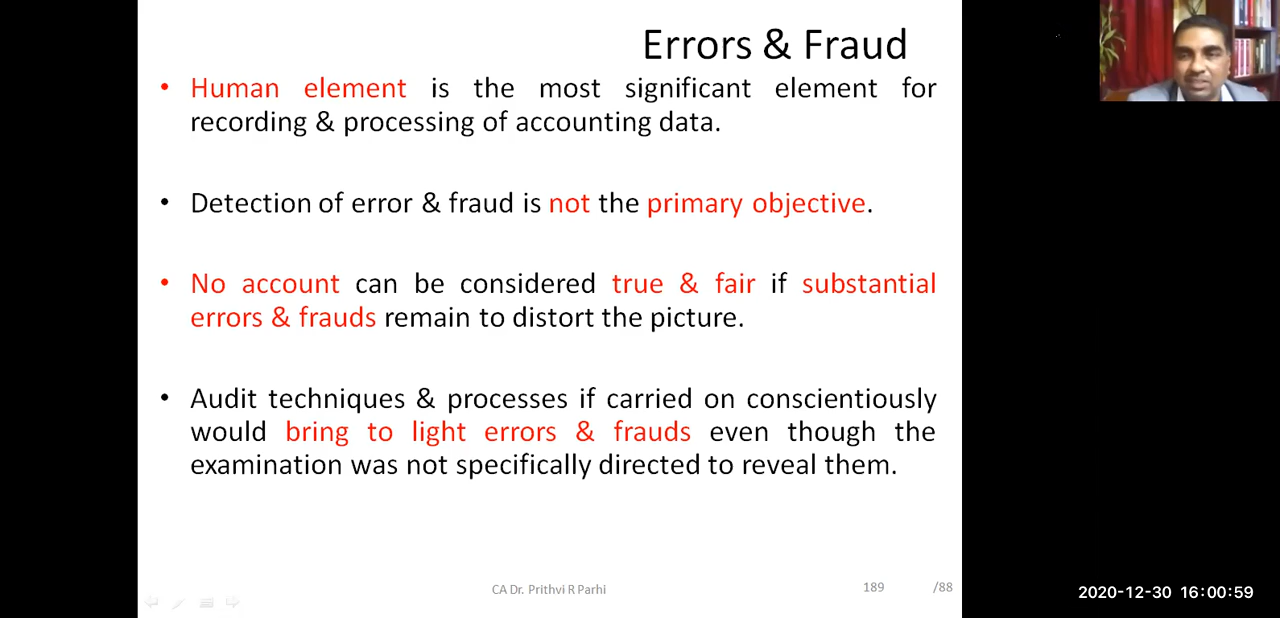 Errors & Fraud
• Human element is the most significant element for
recording & processing of accounting data.
• Detection of error & fraud is not the primary objective.
• No account can be considered true & fair if substantial
errors & frauds remain to distort the picture.
• Audit techniques & processes if carried on conscientiously
would bring to light errors & frauds even though the
examination was not specifically directed to reveal them.
CA Dr. Prithvi R Parhi
189 /88
2020-12-30 16:00:59